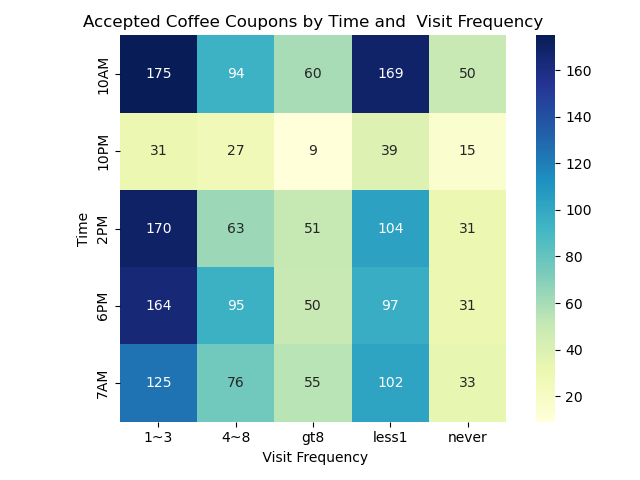 Accepted Coffee Coupons by Time and  Visit Frequency
10AM 175 94 60 169 50
10PM 31 27 9 39 15
2PM 170 63 51 104 31
6PM 164 95 50 97 31
7AM 125 76 55 102 33
Time
1~3 4~8 gt8 less1 never
Visit Frequency
160
140
120
100
80
60
40
20